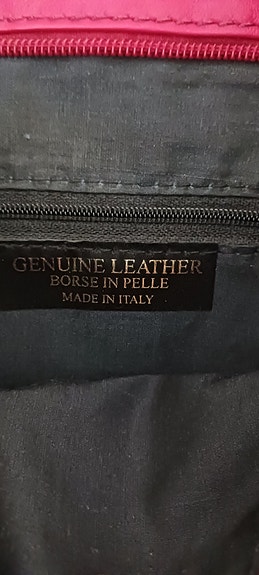 GENUINE LEATHER
BORSE IN PELLE
MADE IN ITALY